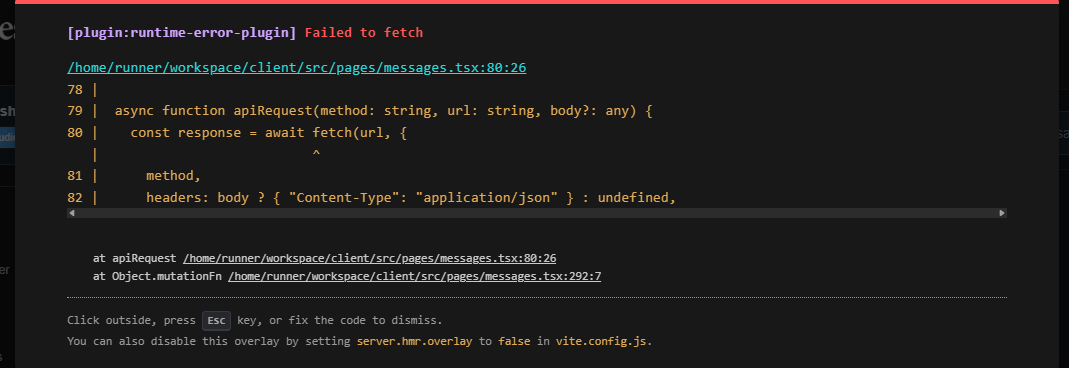 [plugin:runtime-error-plugin] Failed to fetch
/home/runner/workspace/client/src/pages/messages.tsx:80:26
78 |
79 |  async function apiRequest(method: string, url: string, body?: any) {
80 |    const response = await fetch(url, {
   |                           ^
81 |      method,
82 |      headers: body ? { "Content-Type": "application/json" } : undefined,
at apiRequest /home/runner/workspace/client/src/pages/messages.tsx:80:26
at Object.mutationFn /home/runner/workspace/client/src/pages/messages.tsx:292:7
Click outside, press Esc key, or fix the code to dismiss.
You can also disable this overlay by setting server.hmr.overlay to false in vite.config.js.